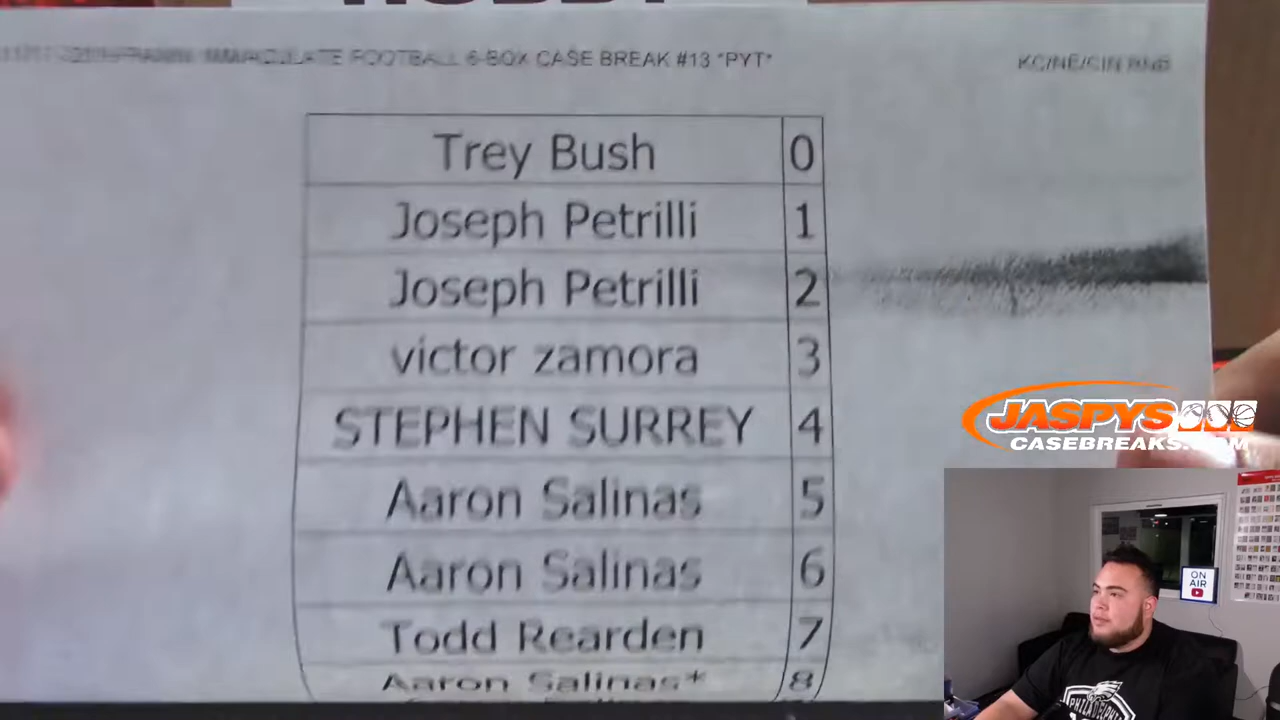 IMMACULATE FOOTBALL 6-BOX CASE BREAK #13 *PYT*
KC/NE/CIN RNB
Trey Bush 0
Joseph Petrilli 1
Joseph Petrilli 2
victor zamora 3
STEPHEN SURREY 4
Aaron Salinas 5
Aaron Salinas 6
Todd Rearden 7
Aaron Salinas* 8
JASPYS
CASEBREAKS.COM
ON
AIR